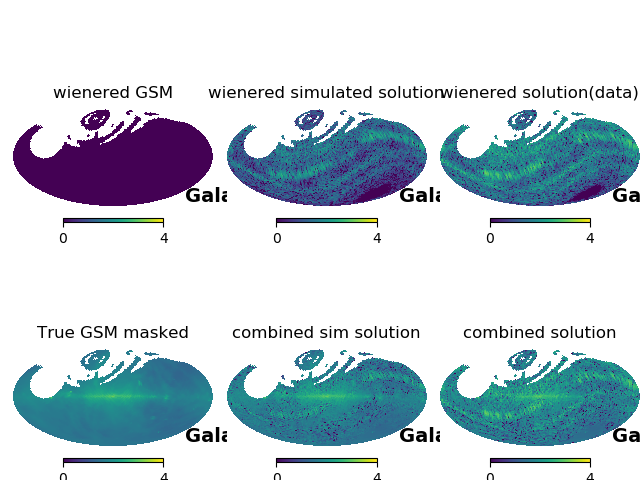 wienered GSM
wienered simulated solution
wienered solution(data)
Gala
Gala
Ga
0 4
0 4
0 4
True GSM masked
combined sim solution
combined solution
Gala
Gala
Ga
0 4
0 4
0 4